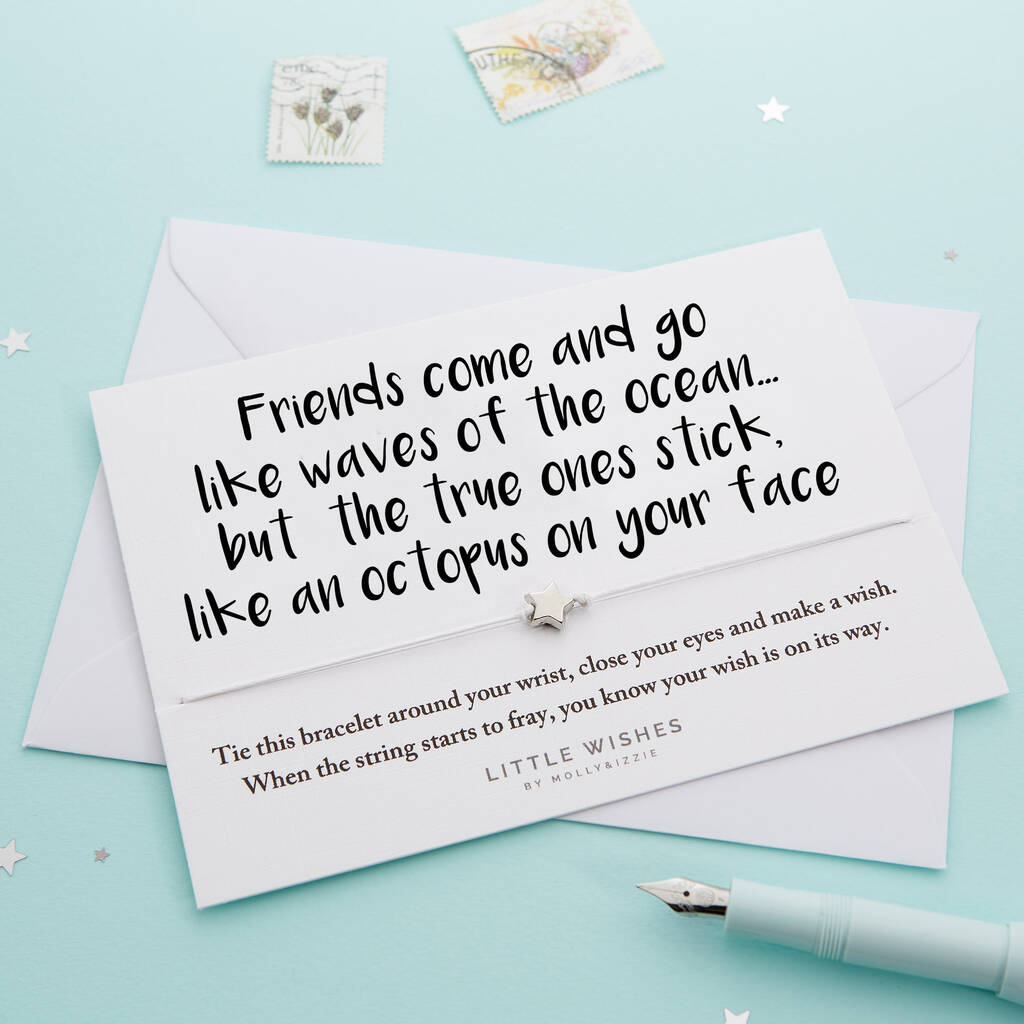 UTHE
Friends come and go
like waves of the ocean...
but the true ones stick,
like an octopus on your face
Tie this bracelet around your wrist, close your eyes and make a wish.
When the string starts to fray, you know your wish is on its way.
LITTLE WISHES
BY MOLLY&IZZIE